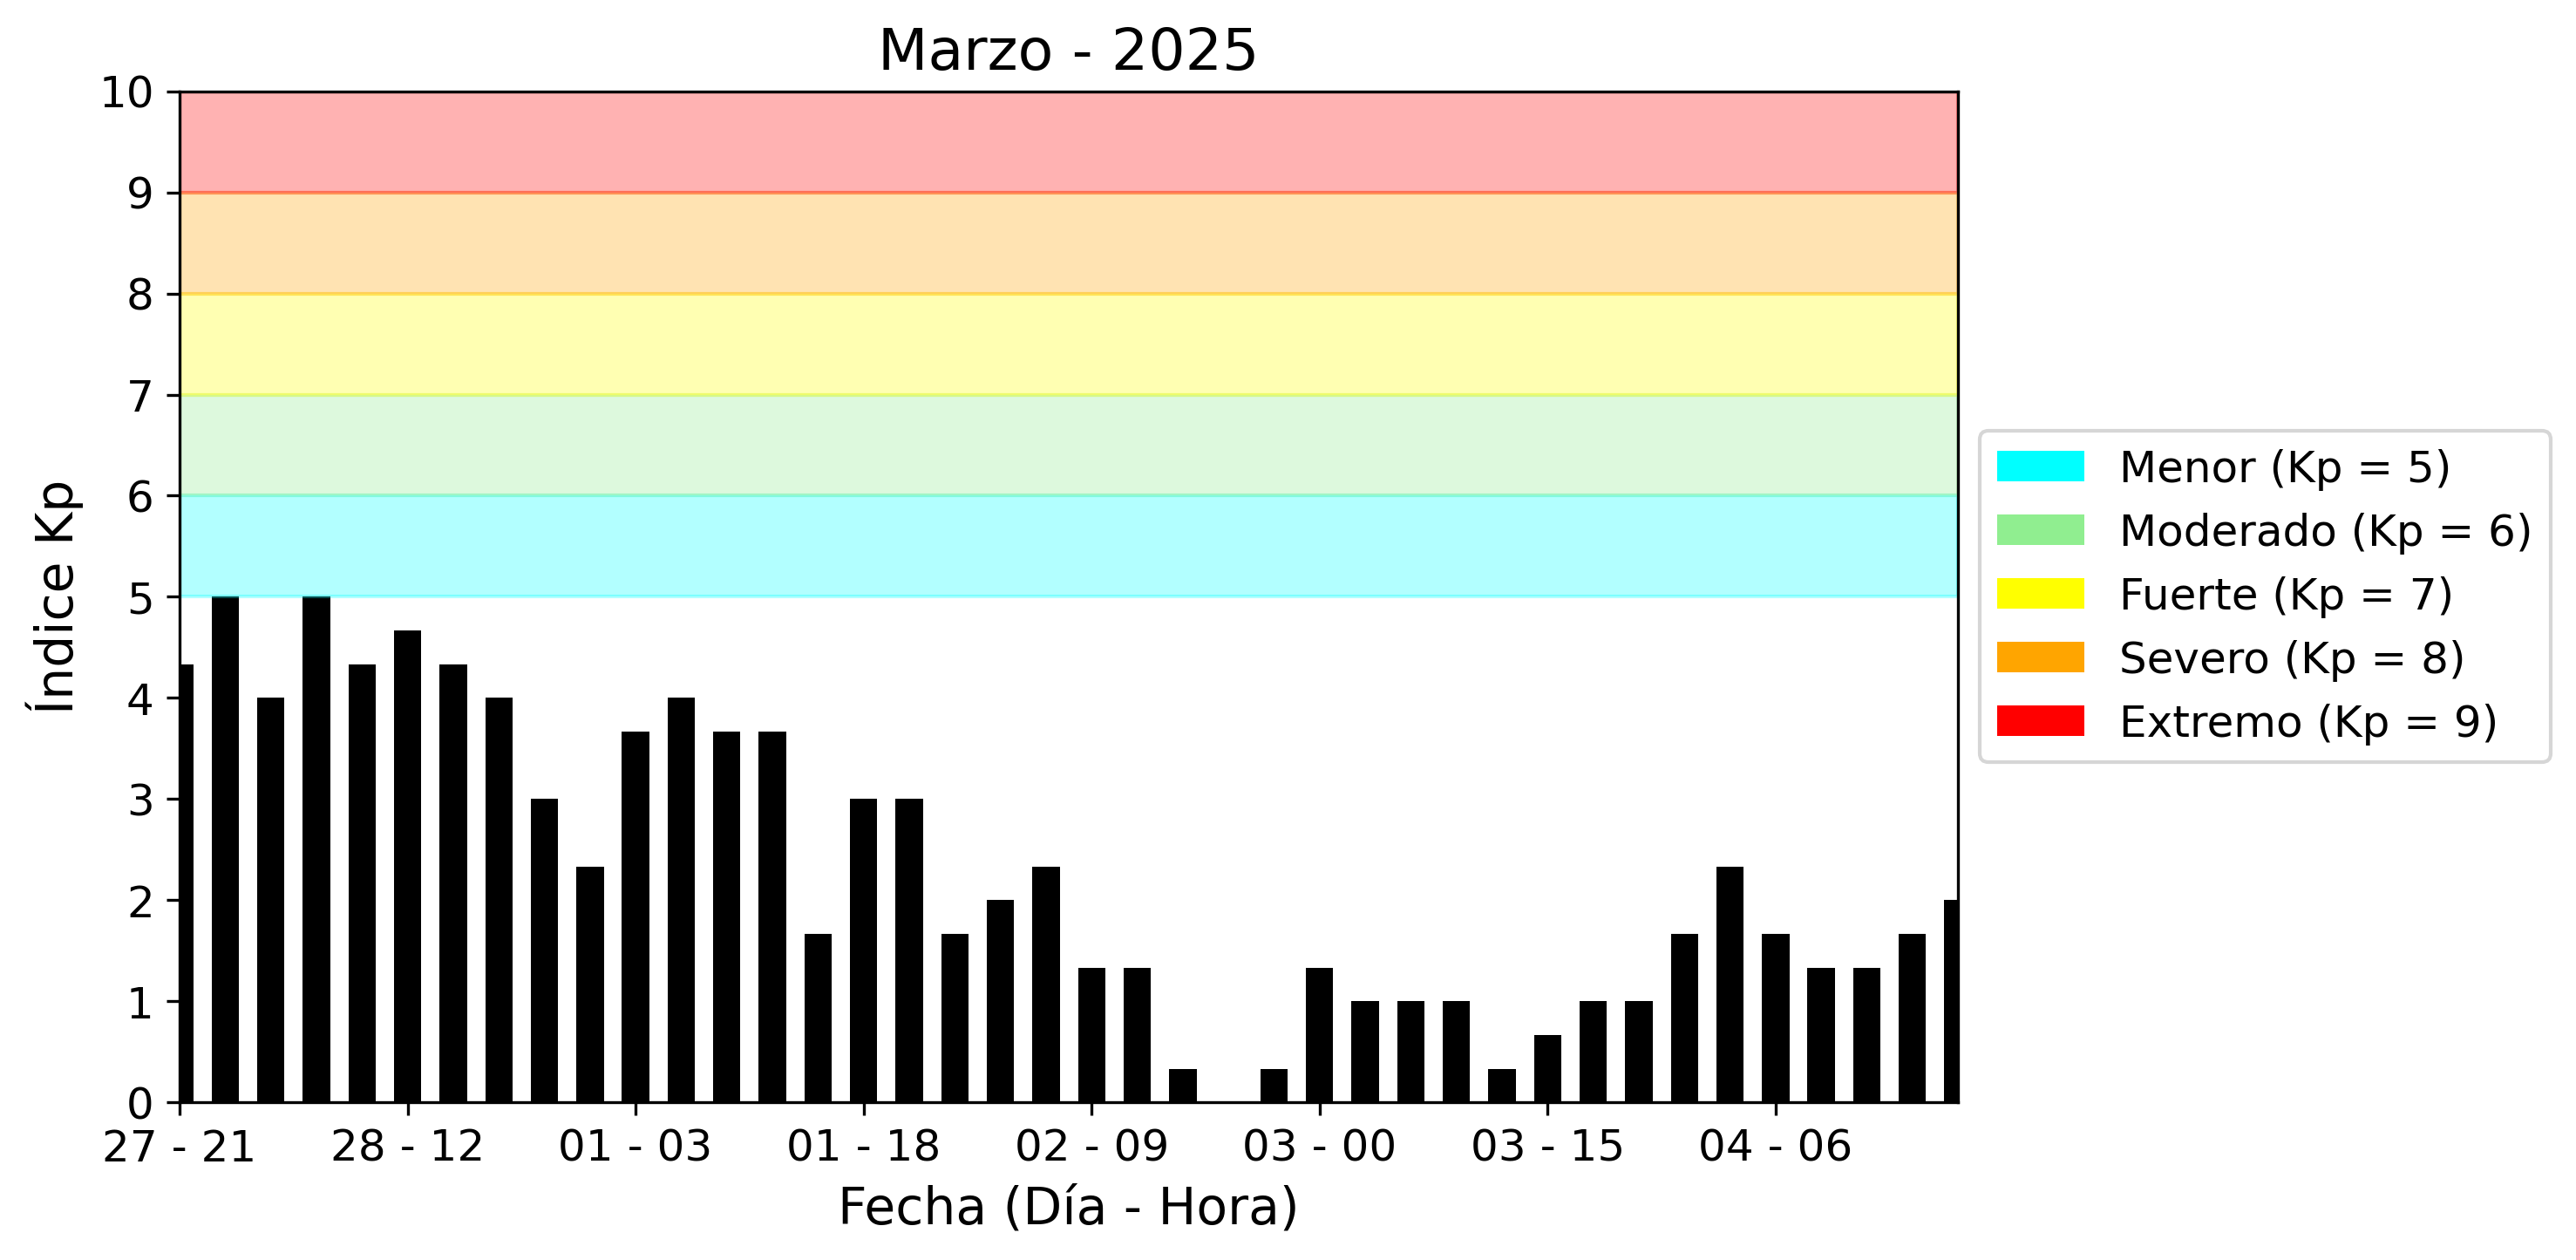 Marzo - 2025
10
9
8
7
6
5
4
3
2
1
0
Índice Kp
27 - 21
28 - 12
01 - 03
01 - 18
02 - 09
03 - 00
03 - 15
04 - 06
Fecha (Día - Hora)
Menor (Kp = 5)
Moderado (Kp = 6)
Fuerte (Kp = 7)
Severo (Kp = 8)
Extremo (Kp = 9)